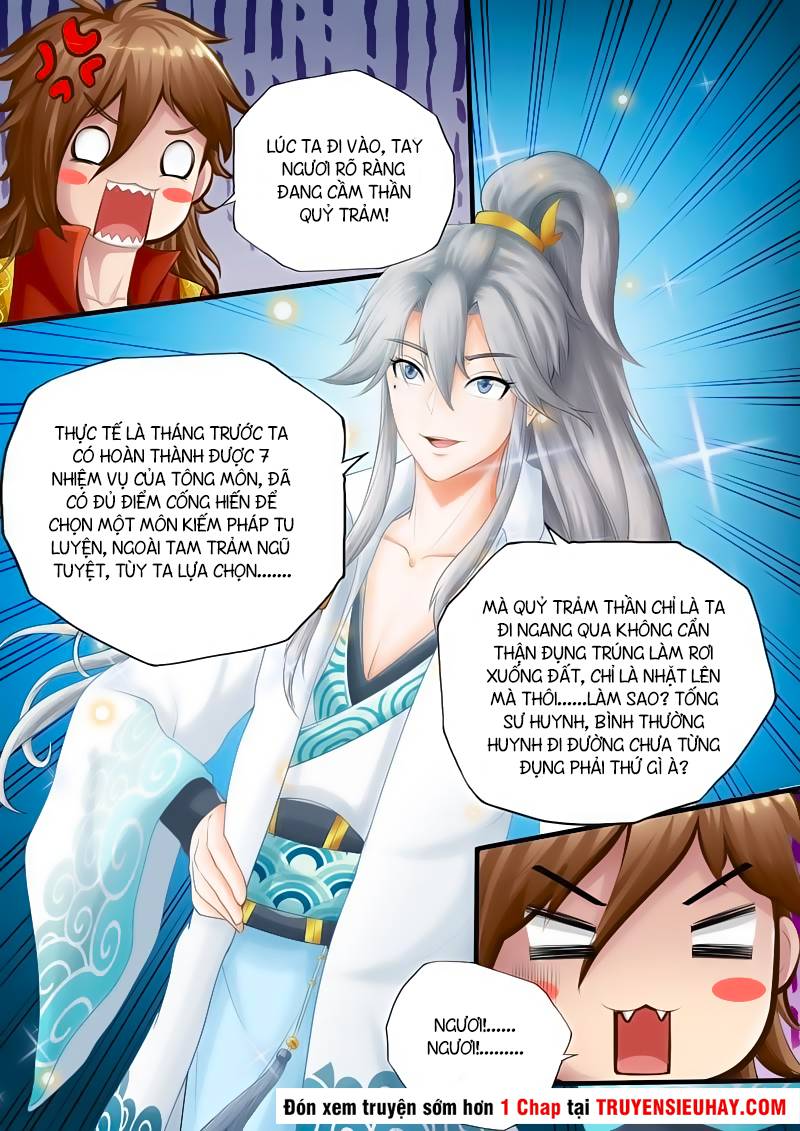 LÚC TA ĐI VÀO, TAY
NGƯƠI RÕ RÀNG
ĐANG CẦM THẦN
QUỶ TRẢM!
THỰC TẾ LÀ THÁNG TRƯỚC TA
CÓ HOÀN THÀNH ĐƯỢC 7
NHIỆM VỤ CỦA TÔNG MÔN, ĐÃ
CÓ ĐỦ ĐIỂM CỐNG HIẾN ĐỂ
CHỌN MỘT MÔN KIẾM PHÁP TU
LUYỆN, NGOÀI TAM TRẢM NGŨ
TUYỆT, TÙY TA LỰA CHỌN.......
MÀ QUỶ TRẢM THẦN CHỈ LÀ TA
ĐI NGANG QUA KHÔNG CẨN
THẬN ĐỤNG TRÚNG LÀM RƠI
XUỐNG ĐẤT, CHỈ LÀ NHẶT LÊN
MÀ THÔI......LÀM SAO? TỐNG
SƯ HUYNH, BÌNH THƯỜNG
HUYNH ĐI ĐƯỜNG CHƯA TỪNG
ĐỤNG PHẢI THỨ GÌ À?
NGƯƠI!......
NGƯƠI!..........
Đón xem truyện sớm hơn 1 Chap tại TRUYENSIEUHAY.com